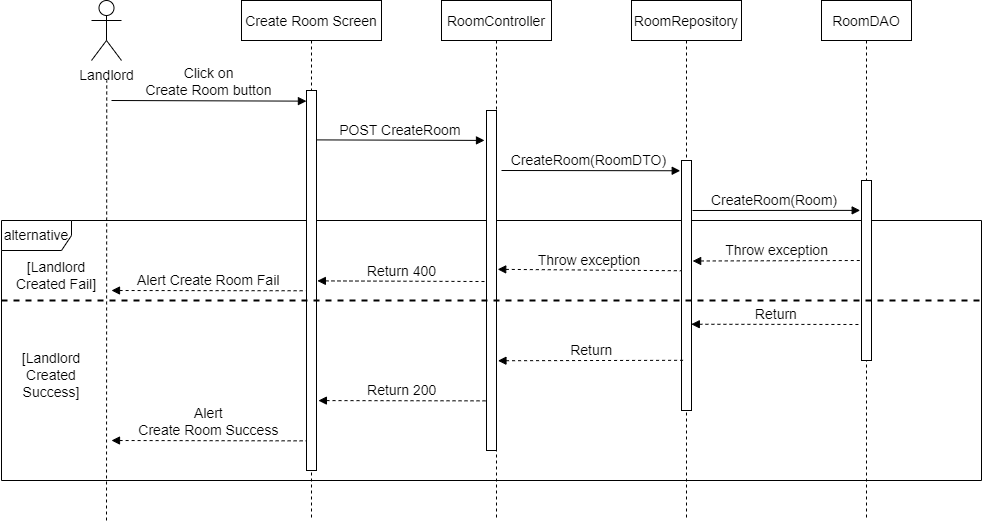 Create Room Screen
RoomController
RoomRepository
RoomDAO
Landlord
Click on
Create Room button
POST CreateRoom
CreateRoom(RoomDTO)
CreateRoom(Room)
alternative
Throw exception
Throw exception
[Landlord
Created Fail]
Return 400
Alert Create Room Fail
Return
Return
[Landlord
Created
Success]
Return 200
Alert
Create Room Success